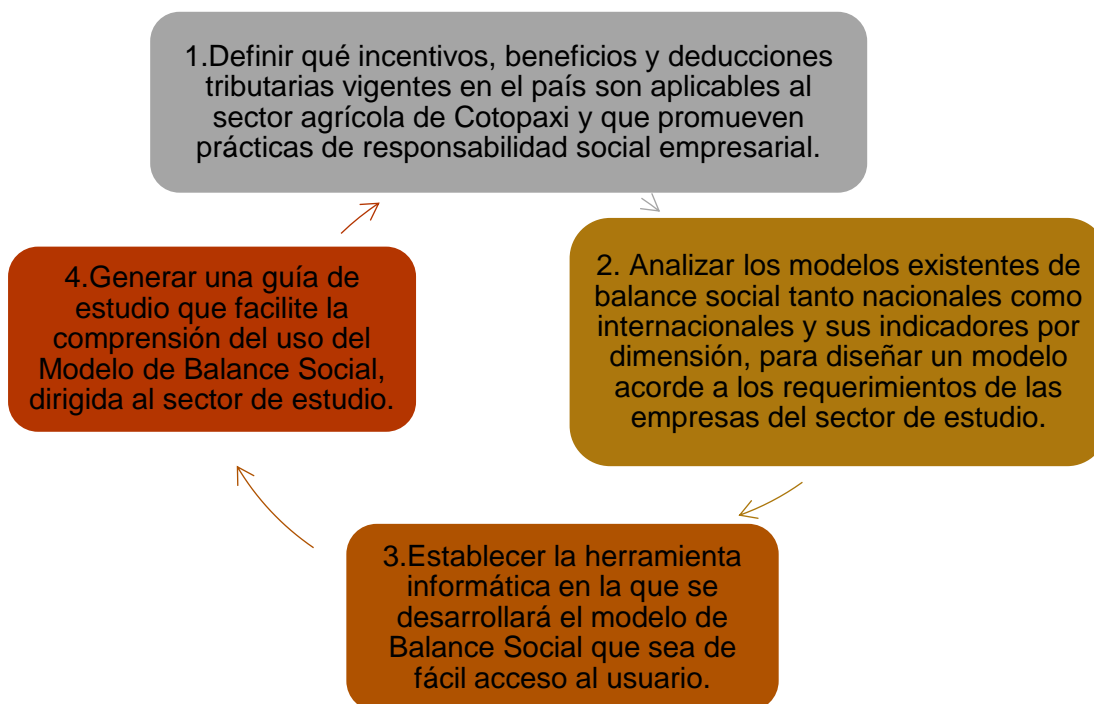 1.Definir qué incentivos, beneficios y deducciones
tributarias vigentes en el país son aplicables al
sector agrícola de Cotopaxi y que promueven
prácticas de responsabilidad social empresarial.
2. Analizar los modelos existentes de
balance social tanto nacionales como
internacionales y sus indicadores por
dimensión, para diseñar un modelo
acorde a los requerimientos de las
empresas del sector de estudio.
3.Establecer la herramienta
informática en la que se
desarrollará el modelo de
Balance Social que sea de
fácil acceso al usuario.
4.Generar una guía de
estudio que facilite la
comprensión del uso del
Modelo de Balance Social,
dirigida al sector de estudio.